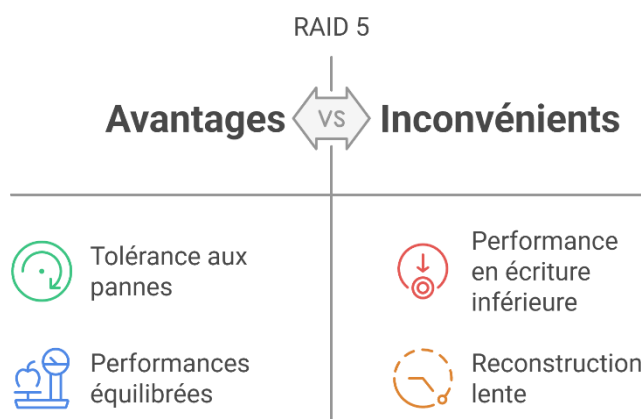 RAID 5
Avantages VS Inconvénients
Tolérance aux
pannes
Performances
équilibrées
Performance
en écriture
inférieure
Reconstruction
lente